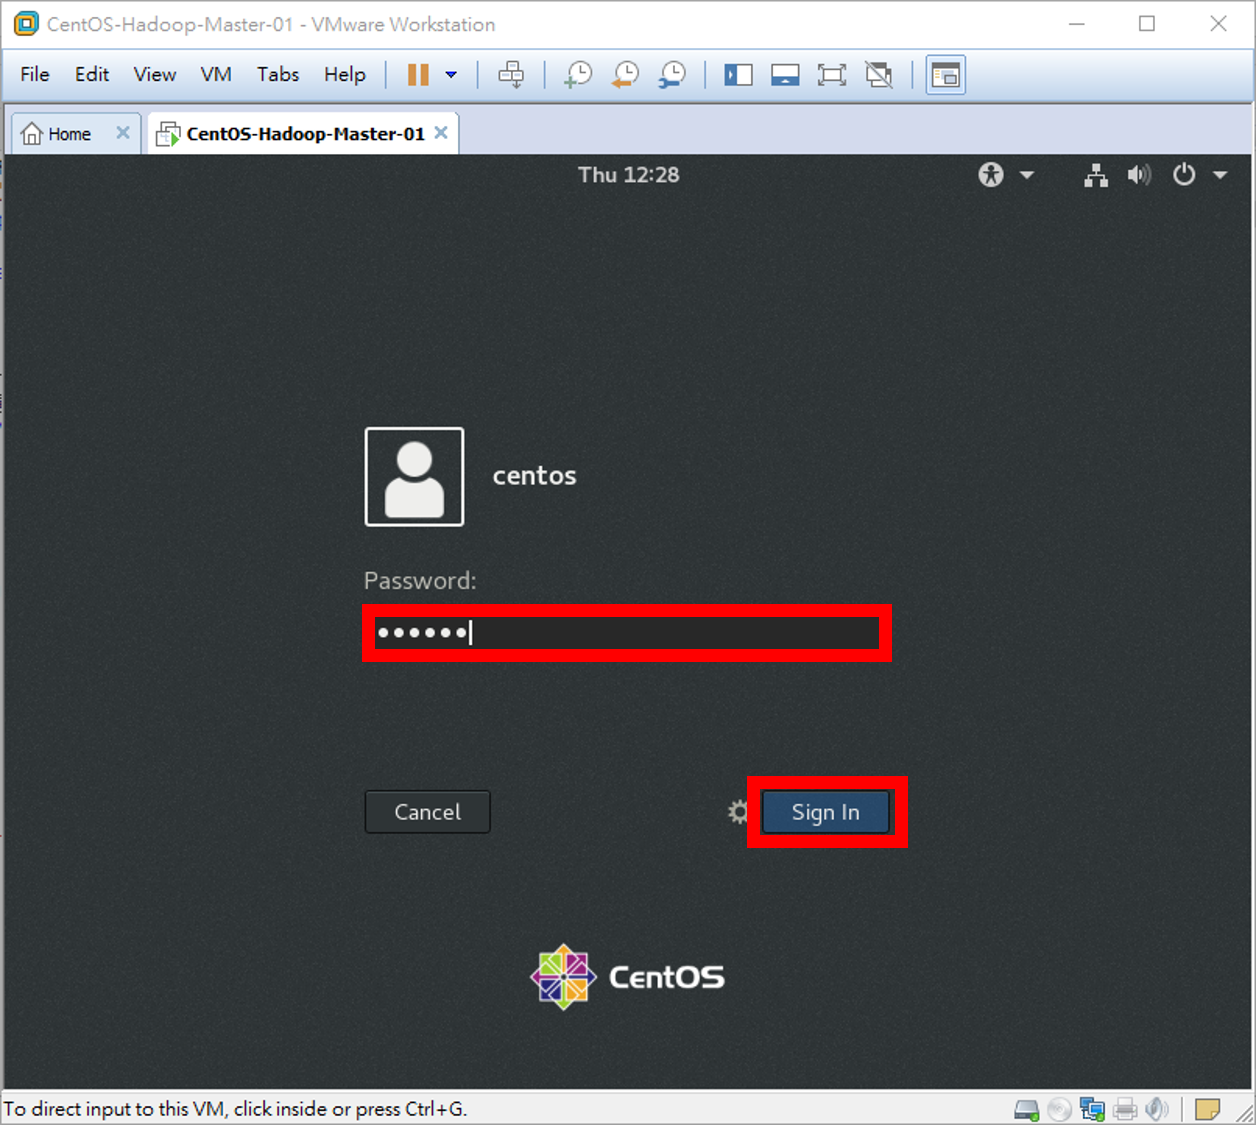 CentOS-Hadoop-Master-01 - VMware Workstation
File Edit View VM Tabs Help
Home CentOS-Hadoop-Master-01
Thu 12:28
centos
Password:
Cancel Sign In
CentOS
To direct input to this VM, click inside or press Ctrl+G.